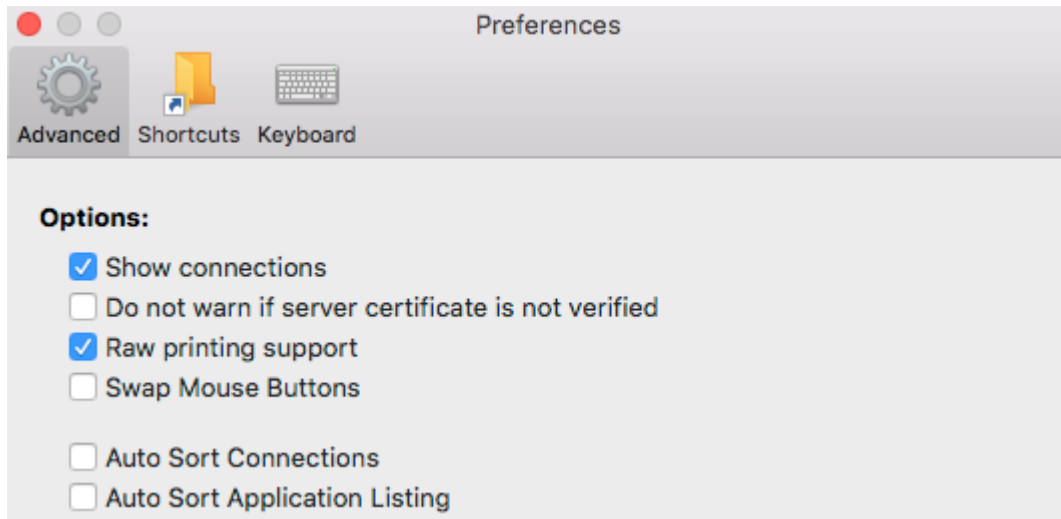 Preferences
Advanced Shortcuts Keyboard
Options:
Show connections
Do not warn if server certificate is not verified
Raw printing support
Swap Mouse Buttons
Auto Sort Connections
Auto Sort Application Listing